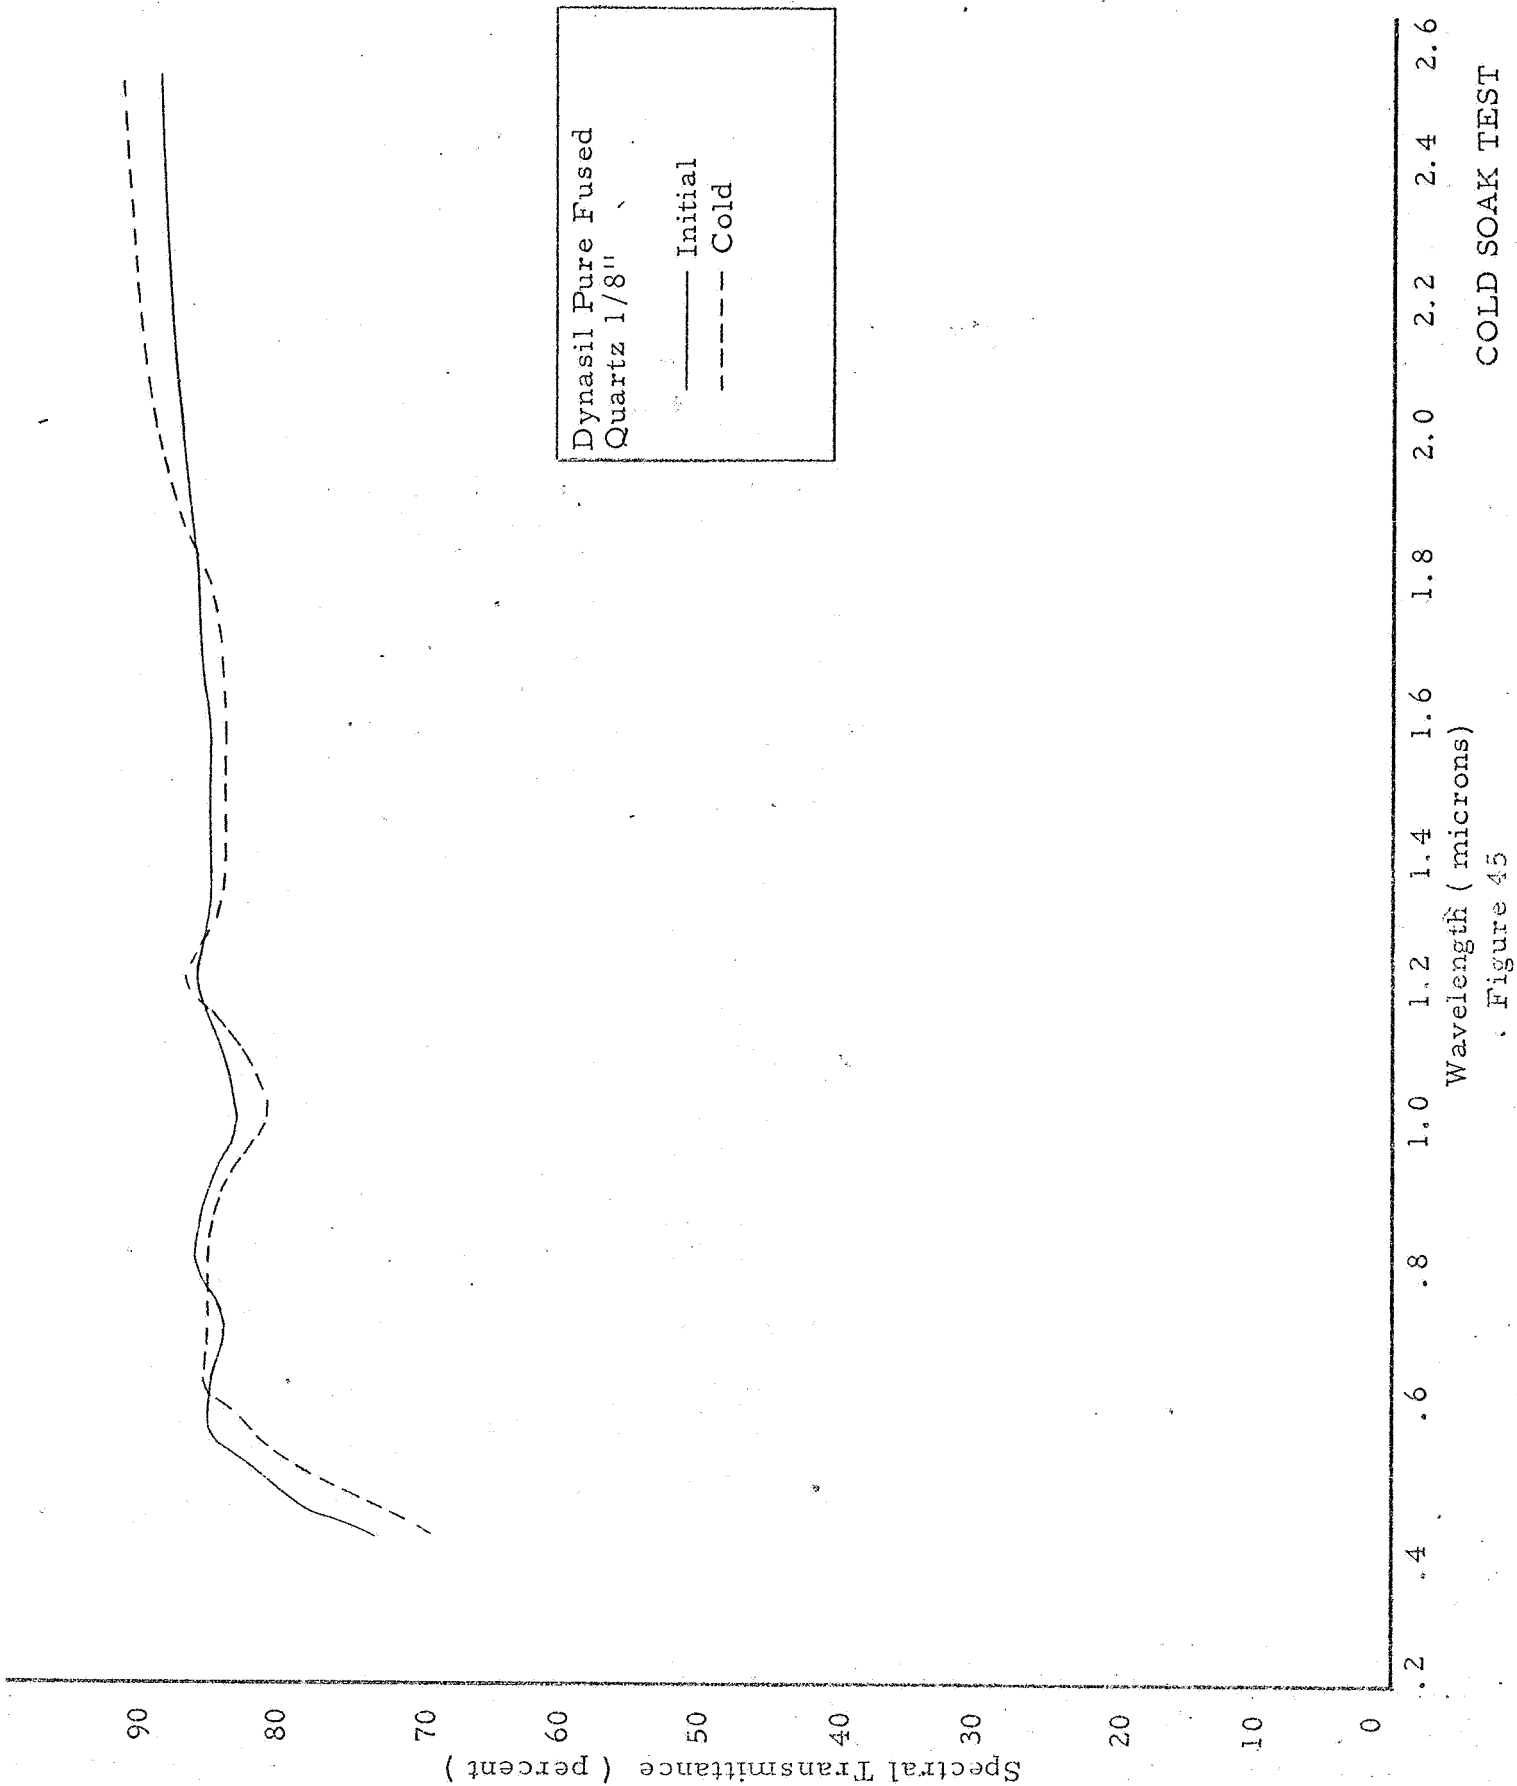 Spectral Transmittance ( percent )
90
80
70
60
50
40
30
20
10
0
Dynasil Pure Fused
Quartz 1/8"
Initial
Cold
.2 .4 .6 .8 1.0 1.2 1.4 1.6 1.8 2.0 2.2 2.4 2.6
Wavelength ( microns)
Figure 45
COLD SOAK TEST